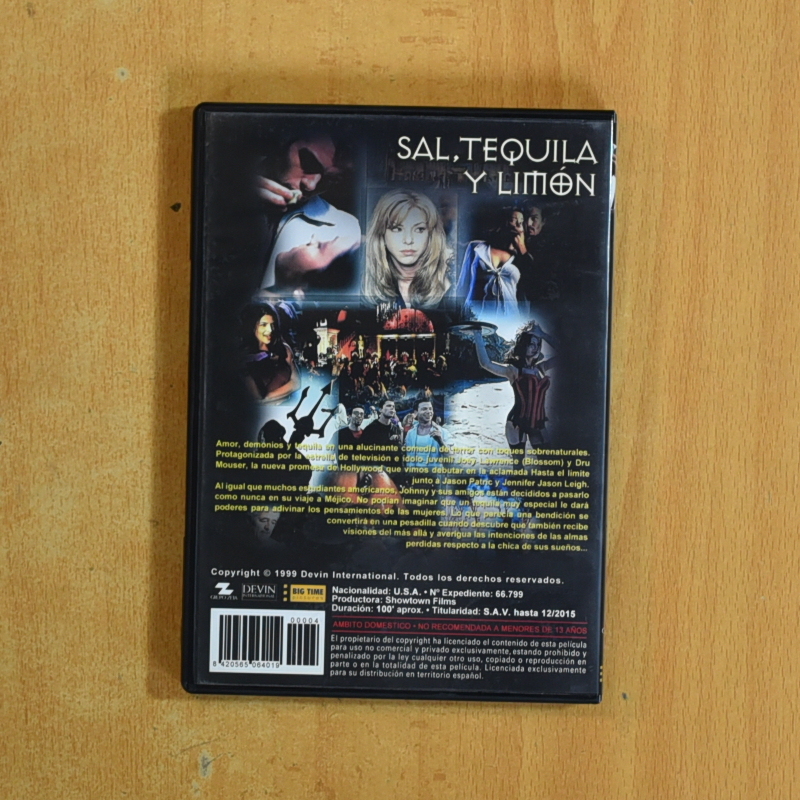 SAL, TEQUILA
Y LIMÓN
Amor, demonios y tequila en una alucinante comedia de terror con toques sobrenaturales.
Protagonizada por la estrella de televisión e ídolo juvenil Joey Lawrence (Blossom) y Dru
Mouser, la nueva promesa de Hollywood que vimos debutar en la aclamada Hasta el límite
junto a Jason Patric y Jennifer Jason Leigh.
Al igual que muchos estudiantes americanos, Johnny y sus amigos están decididos a pasarlo
como nunca en su viaje a Méjico. No podían imaginar que un tequila muy especial le dará
poderes para adivinar los pensamientos de las mujeres. Lo que parecía una bendición se
convertirá en una pesadilla cuando descubre que también recibe
visiones del más allá y averigua las intenciones de las almas
perdidas respecto a la chica de sus sueños...
Copyright © 1999 Devin International. Todos los derechos reservados.
DEVIN
INTERNATIONAL
BIG TIME
Nacionalidad: U.S.A. • Nº Expediente: 66.799
Productora: Showtown Films
Duración: 100' aprox. • Titularidad: S.A.V. hasta 12/2015
AMBITO DOMESTICO • NO RECOMENDADA A MENORES DE 13 AÑOS
El propietario del copyright ha licenciado el contenido de esta película
para uso no comercial y privado exclusivamente, estando prohibido y
penalizado por la ley cualquier otro uso, copiado o reproducción en
parte o en la totalidad de esta película. Licenciada exclusivamente
para su distribución en territorio español.
00004
8 420565 064019